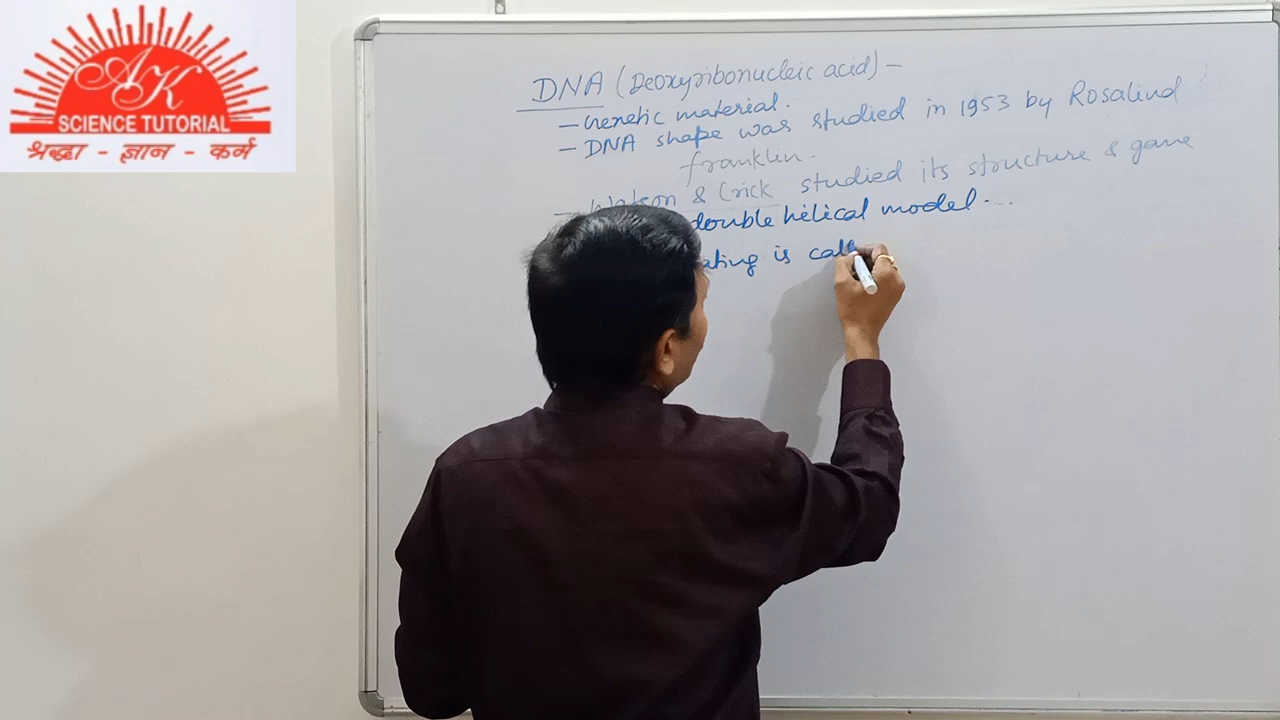 AK
SCIENCE TUTORIAL
श्रद्धा - ज्ञान - कर्म
DNA (Deoxyribonucleic acid) -
- Genetic material.
- DNA shape was studied in 1953 by Rosalind
franklin.
- Watson & Crick studied its structure & gave
double helical model.
is call